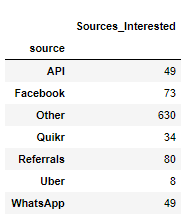 Sources_Interested
source
API 49
Facebook 73
Other 630
Quikr 34
Referrals 80
Uber 8
WhatsApp 49